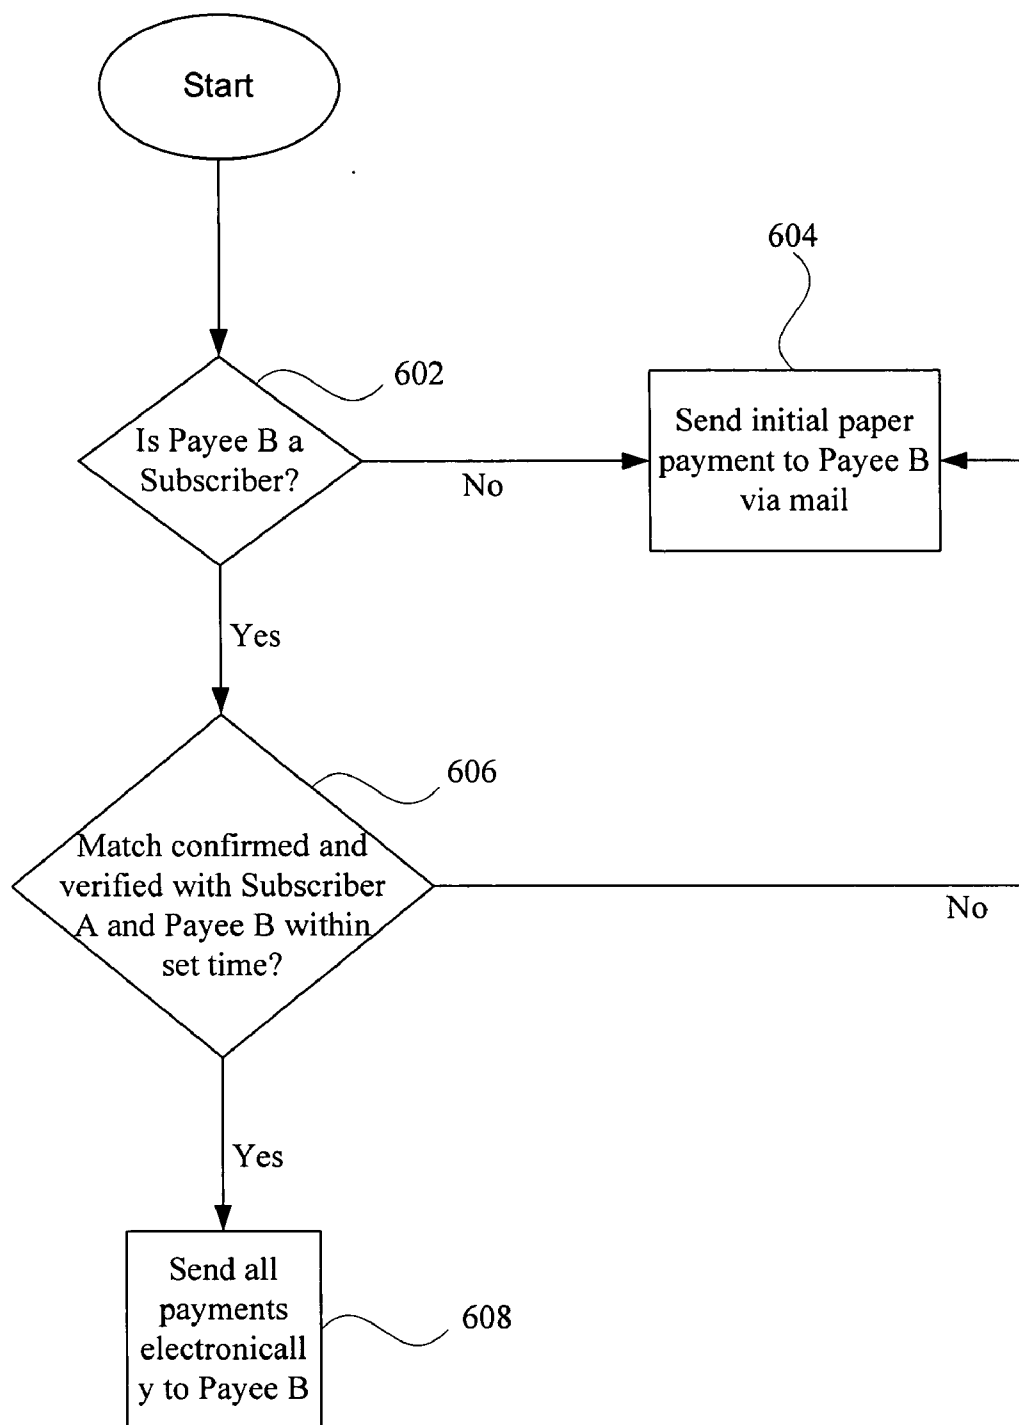 Start
604
602
Send initial paper
payment to Payee B
via mail
Is Payee B a
Subscriber?
No
Yes
606
Match confirmed and
verified with Subscriber
A and Payee B within
set time?
No
Yes
Send all
payments
electronicall
y to Payee B
608